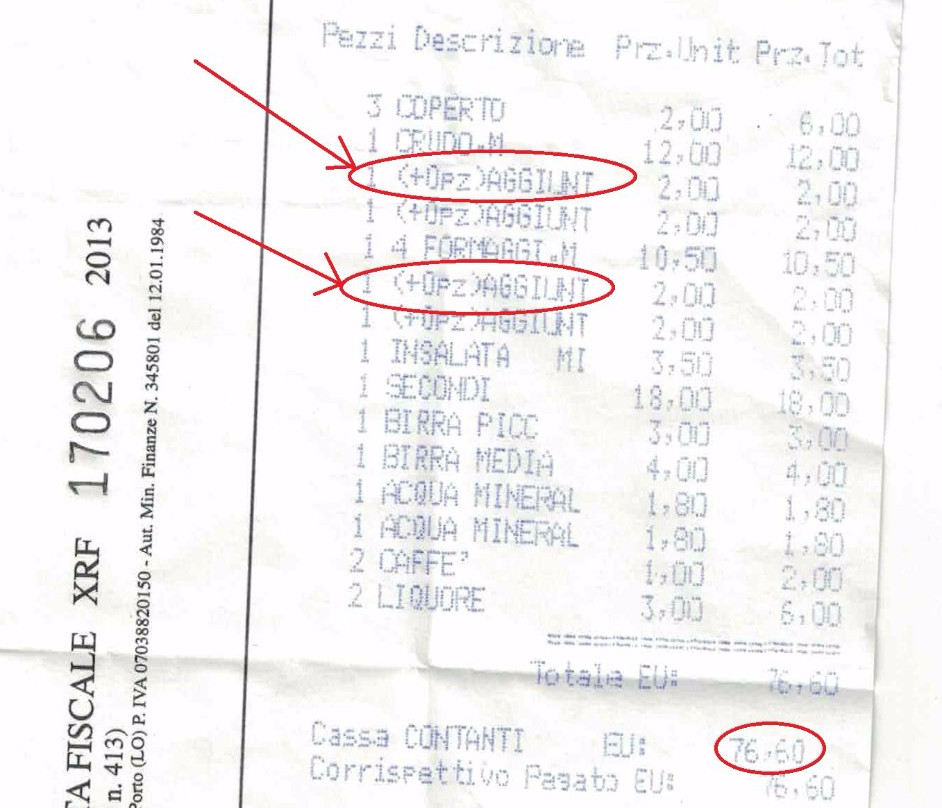 Pezzi Descrizione Prz.Unit Prz.Tot
3 COPERTO 2,00 6,00
1 CRUDO.M 12,00 12,00
1 (+Opz)AGGIUNT 2,00 2,00
1 (+Opz)AGGIUNT 2,00 2,00
1 4 FORMAGGI.M 10,50 10,50
1 (+Opz)AGGIUNT 2,00 2,00
1 (+Opz)AGGIUNT 2,00 2,00
1 INSALATA MI 3,50 3,50
1 SECONDI 18,00 18,00
1 BIRRA PICC 3,00 3,00
1 BIRRA MEDIA 4,00 4,00
1 ACQUA MINERAL 1,80 1,80
1 ACQUA MINERAL 1,80 1,80
2 CAFFE' 1,00 2,00
2 LIQUORE 3,00 6,00
Totale EU: 76,60
Cassa CONTANTI EU: 76,60
Corrispettivo Pagato EU: 76,60
TA FISCALE XRF 170206 2013
n. 4413)
Porto (LO) P. IVA 07038820150 - Aut. Min. Finanze N. 345801 del 12.01.1984.